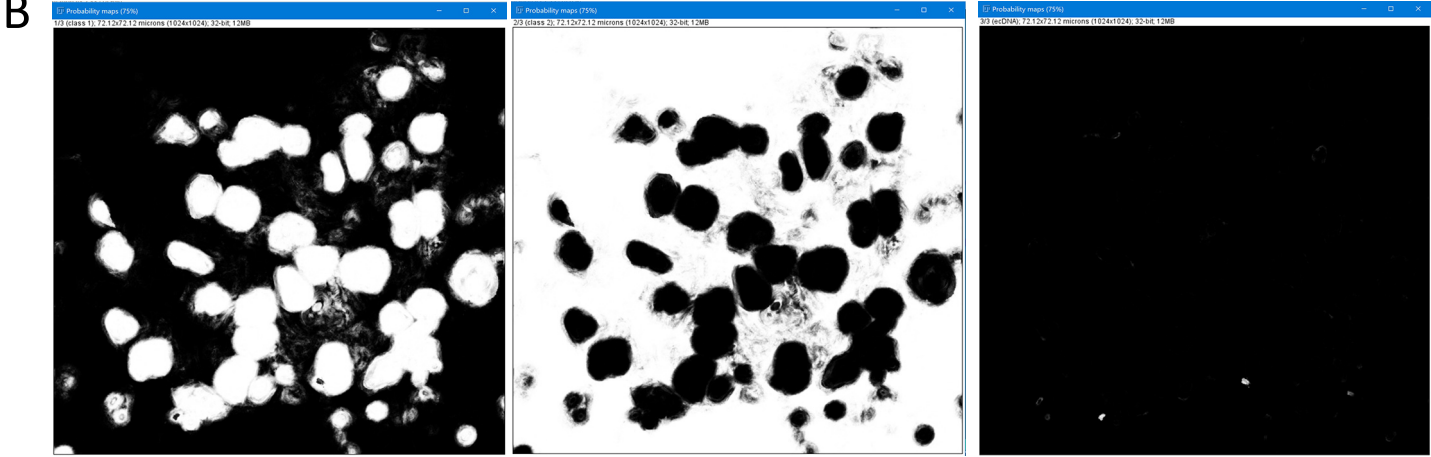 B
Probability maps (75%)
1/3 (class 1); 72.12x72.12 microns (1024x1024); 32-bit; 12MB
Probability maps (75%)
2/3 (class 2); 72.12x72.12 microns (1024x1024); 32-bit; 12MB
Probability maps (75%)
3/3 (ecDNA); 72.12x72.12 microns (1024x1024); 32-bit; 12MB